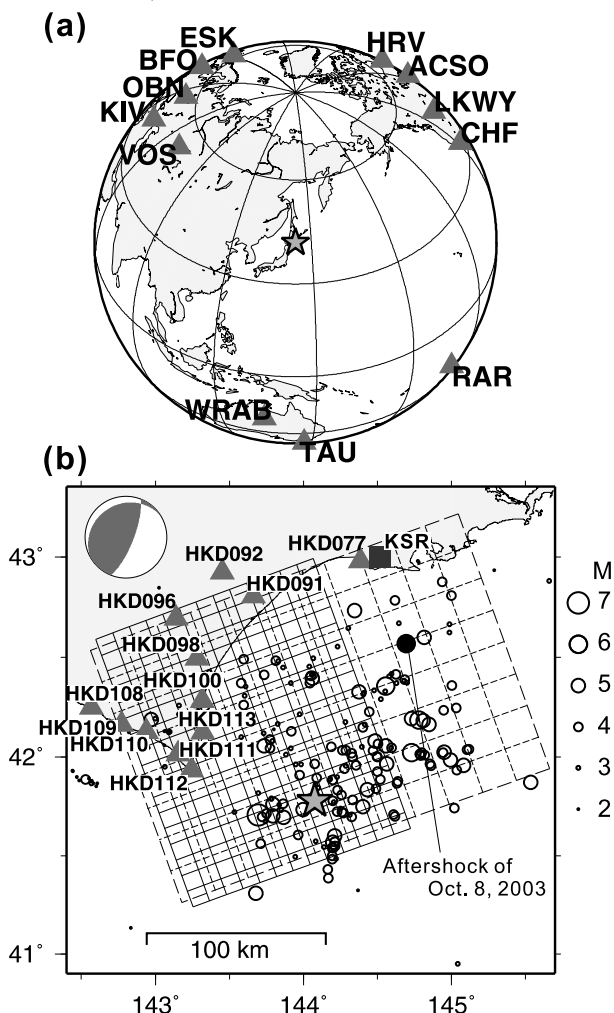 (a)
ESK
HRV
BFO
ACSO
OBN
LKWY
KIV
CHF
VOS
RAR
WRAB
TAU
(b)
43°
HKD092
HKD077
KSR
M
HKD091
7
HKD096
6
HKD098
5
HKD100
HKD108
4
HKD113
HKD109
HKD110
HKD111
42°
3
HKD112
2
Aftershock of
Oct. 8, 2003
100 km
41°
143°
144°
145°